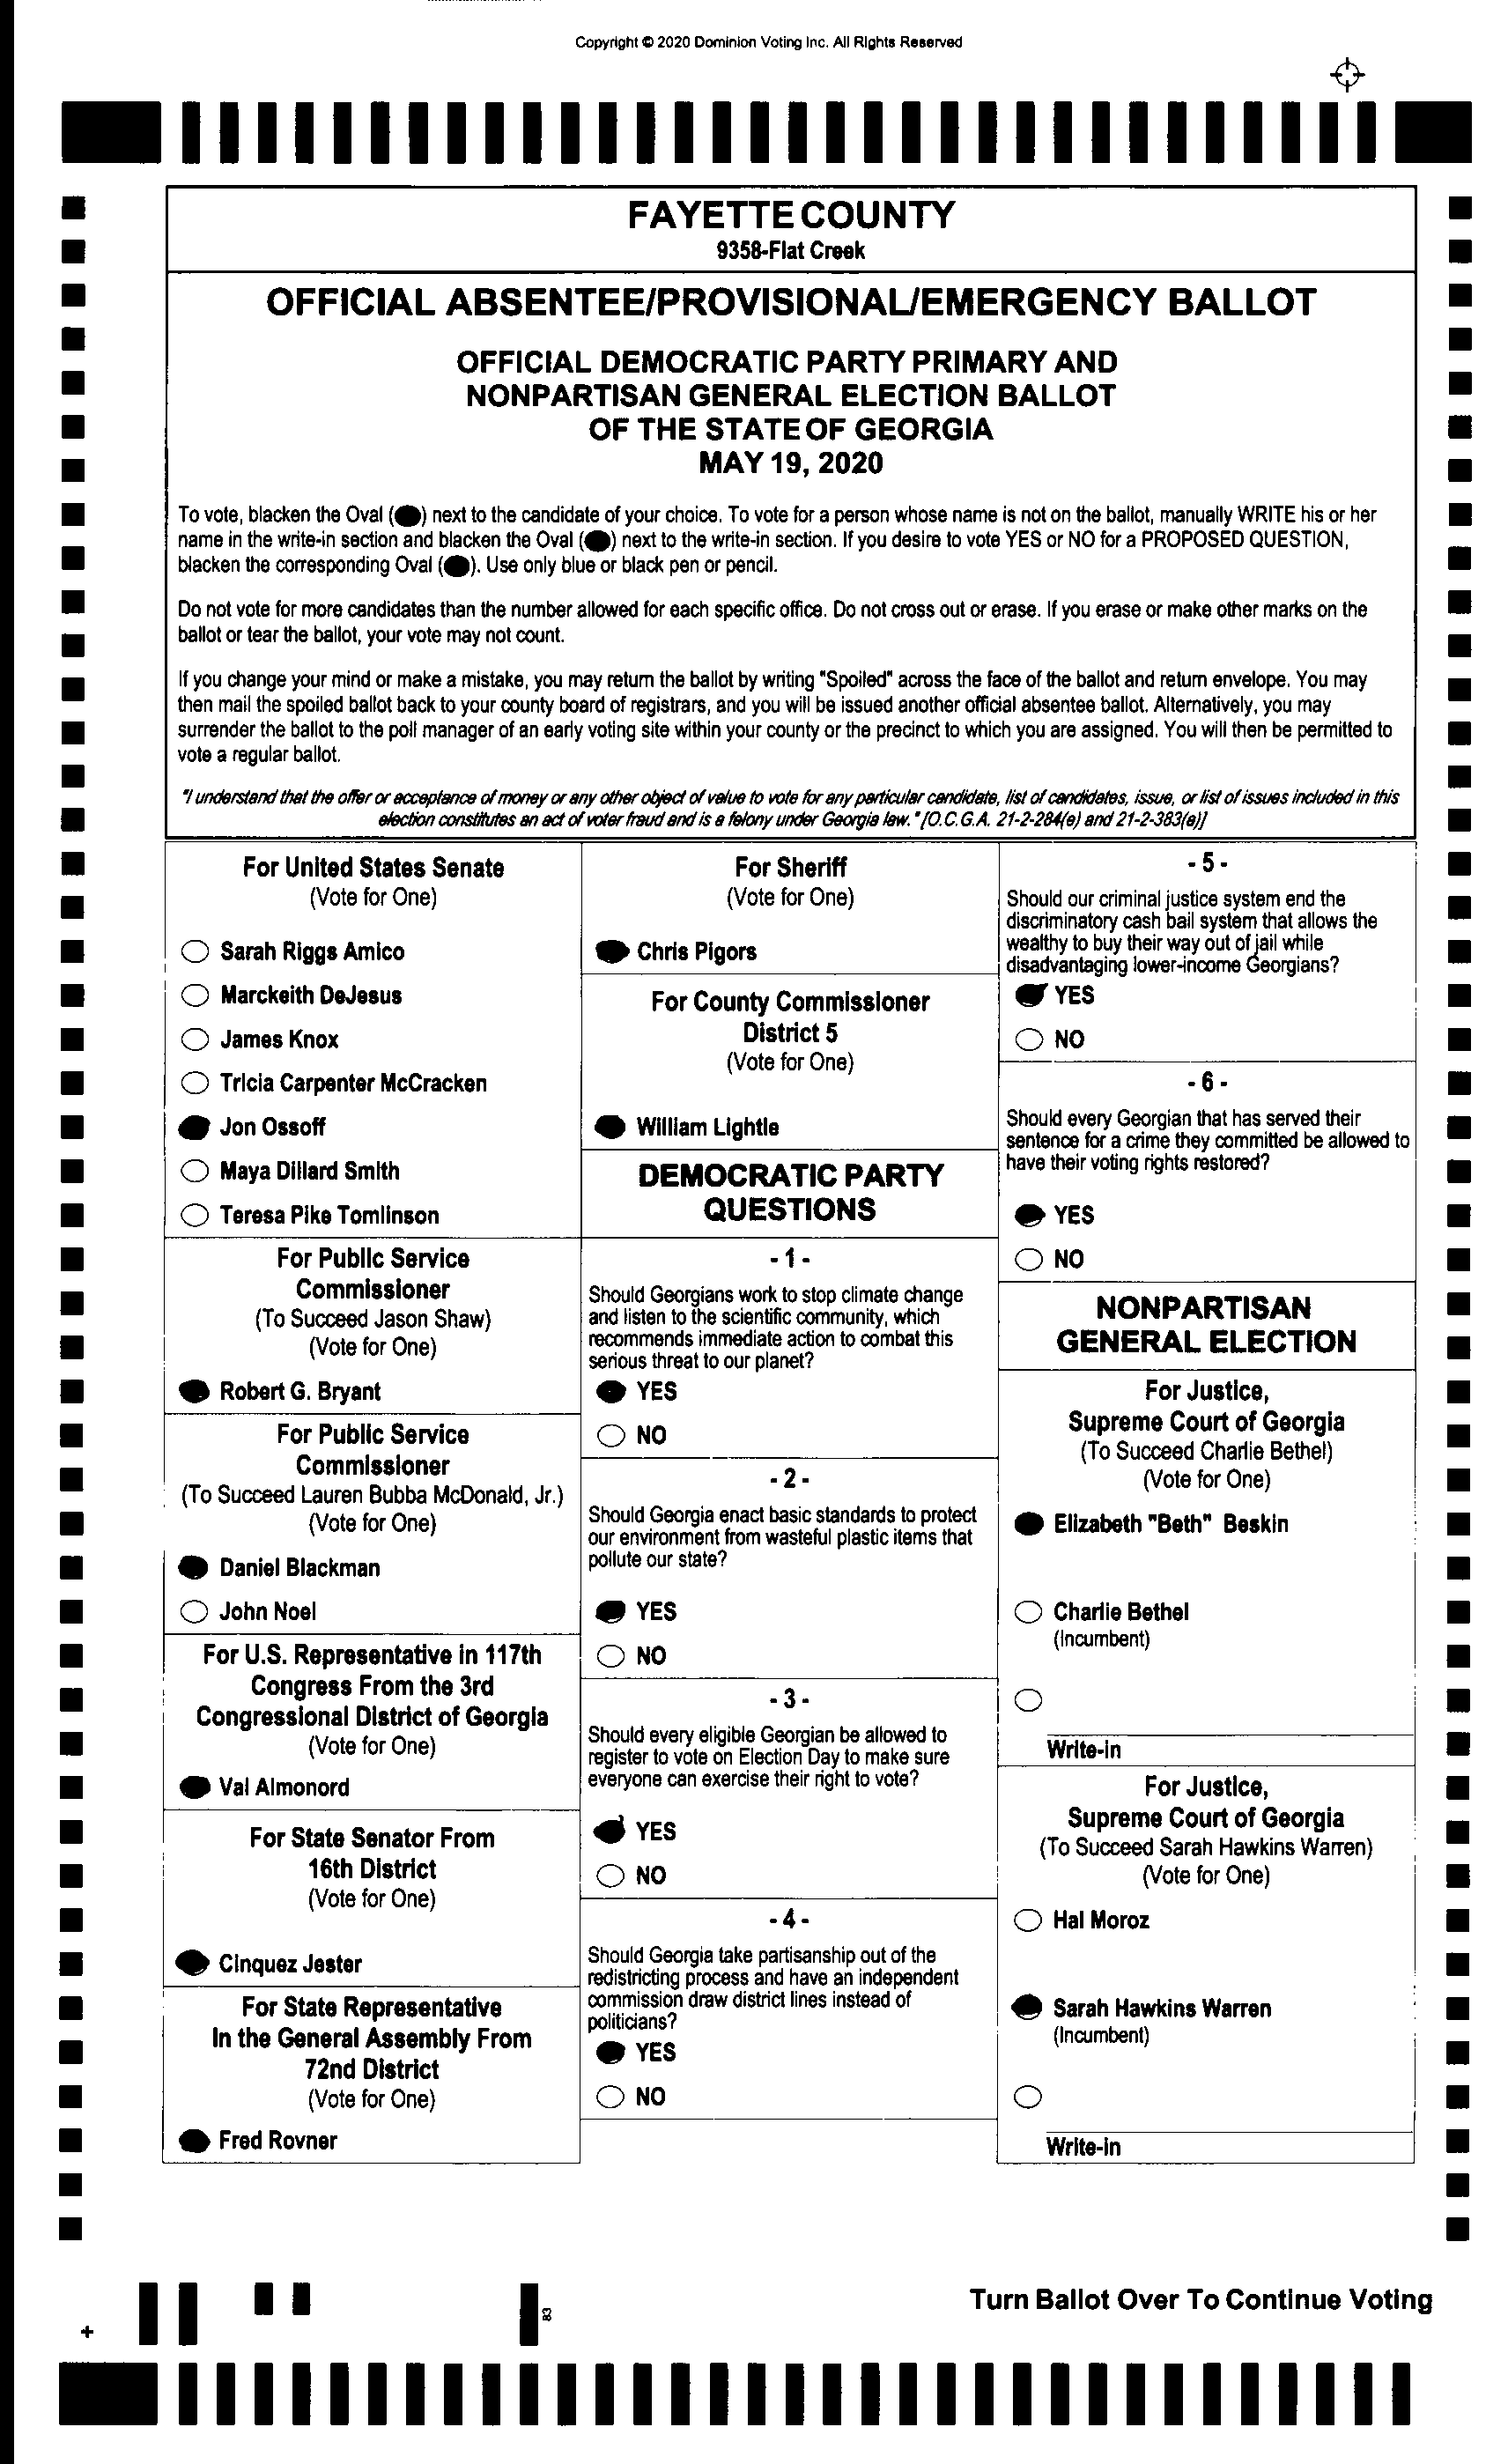 Copyright © 2020 Dominion Voting Inc. All Rights Reserved
FAYETTE COUNTY
9358-Flat Creek
OFFICIAL ABSENTEE/PROVISIONAL/EMERGENCY BALLOT
OFFICIAL DEMOCRATIC PARTY PRIMARY AND
NONPARTISAN GENERAL ELECTION BALLOT
OF THE STATE OF GEORGIA
MAY 19, 2020
To vote, blacken the Oval ( ) next to the candidate of your choice. To vote for a person whose name is not on the ballot, manually WRITE his or her
name in the write-in section and blacken the Oval ( ) next to the write-in section. If you desire to vote YES or NO for a PROPOSED QUESTION,
blacken the corresponding Oval ( ). Use only blue or black pen or pencil.
Do not vote for more candidates than the number allowed for each specific office. Do not cross out or erase. If you erase or make other marks on the
ballot or tear the ballot, your vote may not count.
If you change your mind or make a mistake, you may return the ballot by writing "Spoiled" across the face of the ballot and return envelope. You may
then mail the spoiled ballot back to your county board of registrars, and you will be issued another official absentee ballot. Alternatively, you may
surrender the ballot to the poll manager of an early voting site within your county or the precinct to which you are assigned. You will then be permitted to
vote a regular ballot.
"I understand that the offer or acceptance of money or any other object of value to vote for any particular candidate, list of candidates, issue, or list of issues included in this
election constitutes an act of voter fraud and is a felony under Georgia law." [O.C.G.A. 21-2-284(e) and 21-2-383(a)]
For United States Senate
(Vote for One)
Sarah Riggs Amico
Marckeith DeJesus
James Knox
Tricia Carpenter McCracken
Jon Ossoff
Maya Dillard Smith
Teresa Pike Tomlinson
For Public Service
Commissioner
(To Succeed Jason Shaw)
(Vote for One)
Robert G. Bryant
For Public Service
Commissioner
(To Succeed Lauren Bubba McDonald, Jr.)
(Vote for One)
Daniel Blackman
John Noel
For U.S. Representative in 117th
Congress From the 3rd
Congressional District of Georgia
(Vote for One)
Val Almonord
For State Senator From
16th District
(Vote for One)
Cinquez Jester
For State Representative
In the General Assembly From
72nd District
(Vote for One)
Fred Rovner
For Sheriff
(Vote for One)
Chris Pigors
For County Commissioner
District 5
(Vote for One)
William Lightle
DEMOCRATIC PARTY
QUESTIONS
- 1 -
Should Georgians work to stop climate change
and listen to the scientific community, which
recommends immediate action to combat this
serious threat to our planet?
YES
NO
- 2 -
Should Georgia enact basic standards to protect
our environment from wasteful plastic items that
pollute our state?
YES
NO
- 3 -
Should every eligible Georgian be allowed to
register to vote on Election Day to make sure
everyone can exercise their right to vote?
YES
NO
- 4 -
Should Georgia take partisanship out of the
redistricting process and have an independent
commission draw district lines instead of
politicians?
YES
NO
- 5 -
Should our criminal justice system end the
discriminatory cash bail system that allows the
wealthy to buy their way out of jail while
disadvantaging lower-income Georgians?
YES
NO
- 6 -
Should every Georgian that has served their
sentence for a crime they committed be allowed to
have their voting rights restored?
YES
NO
NONPARTISAN
GENERAL ELECTION
For Justice,
Supreme Court of Georgia
(To Succeed Charlie Bethel)
(Vote for One)
Elizabeth "Beth" Beskin
Charlie Bethel
(Incumbent)
Write-in
For Justice,
Supreme Court of Georgia
(To Succeed Sarah Hawkins Warren)
(Vote for One)
Hal Moroz
Sarah Hawkins Warren
(Incumbent)
Write-in
Turn Ballot Over To Continue Voting
83